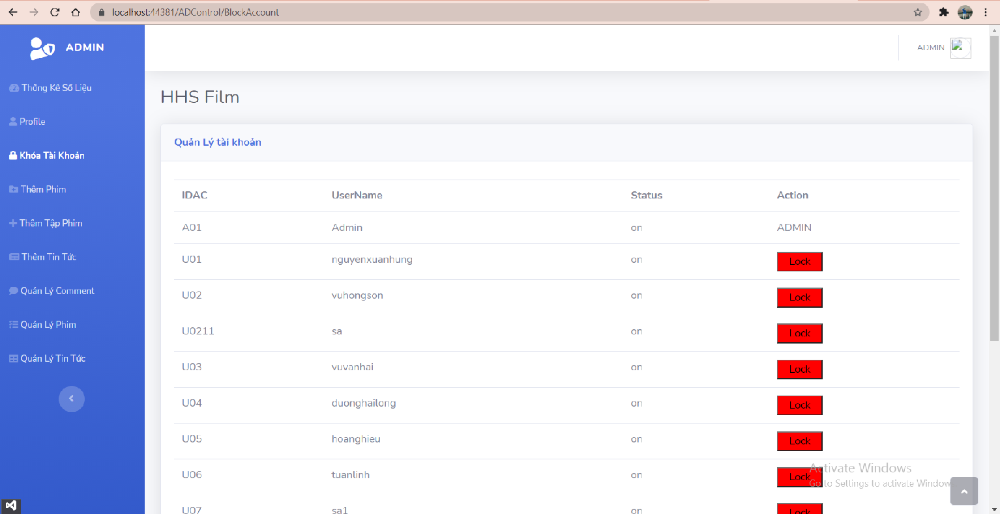 localhost:44381/ADControl/BlockAccount
ADMIN
ADMIN
Thống Kê Số Liệu
Profile
Khóa Tài Khoản
Thêm Phim
Thêm Tập Phim
Thêm Tin Tức
Quản Lý Comment
Quản Lý Phim
Quản Lý Tin Tức
HHS Film
Quản Lý tài khoản
IDAC UserName Status Action
A01 Admin on ADMIN
U01 nguyenxuanhung on Lock
U02 vuhongson on Lock
U0211 sa on Lock
U03 vuvanhai on Lock
U04 duonghailong on Lock
U05 hoanghieu on Lock
U06 tuanlinh on Lock
U07 sa1 on Lock
Activate Windows
Go to Settings to activate Window